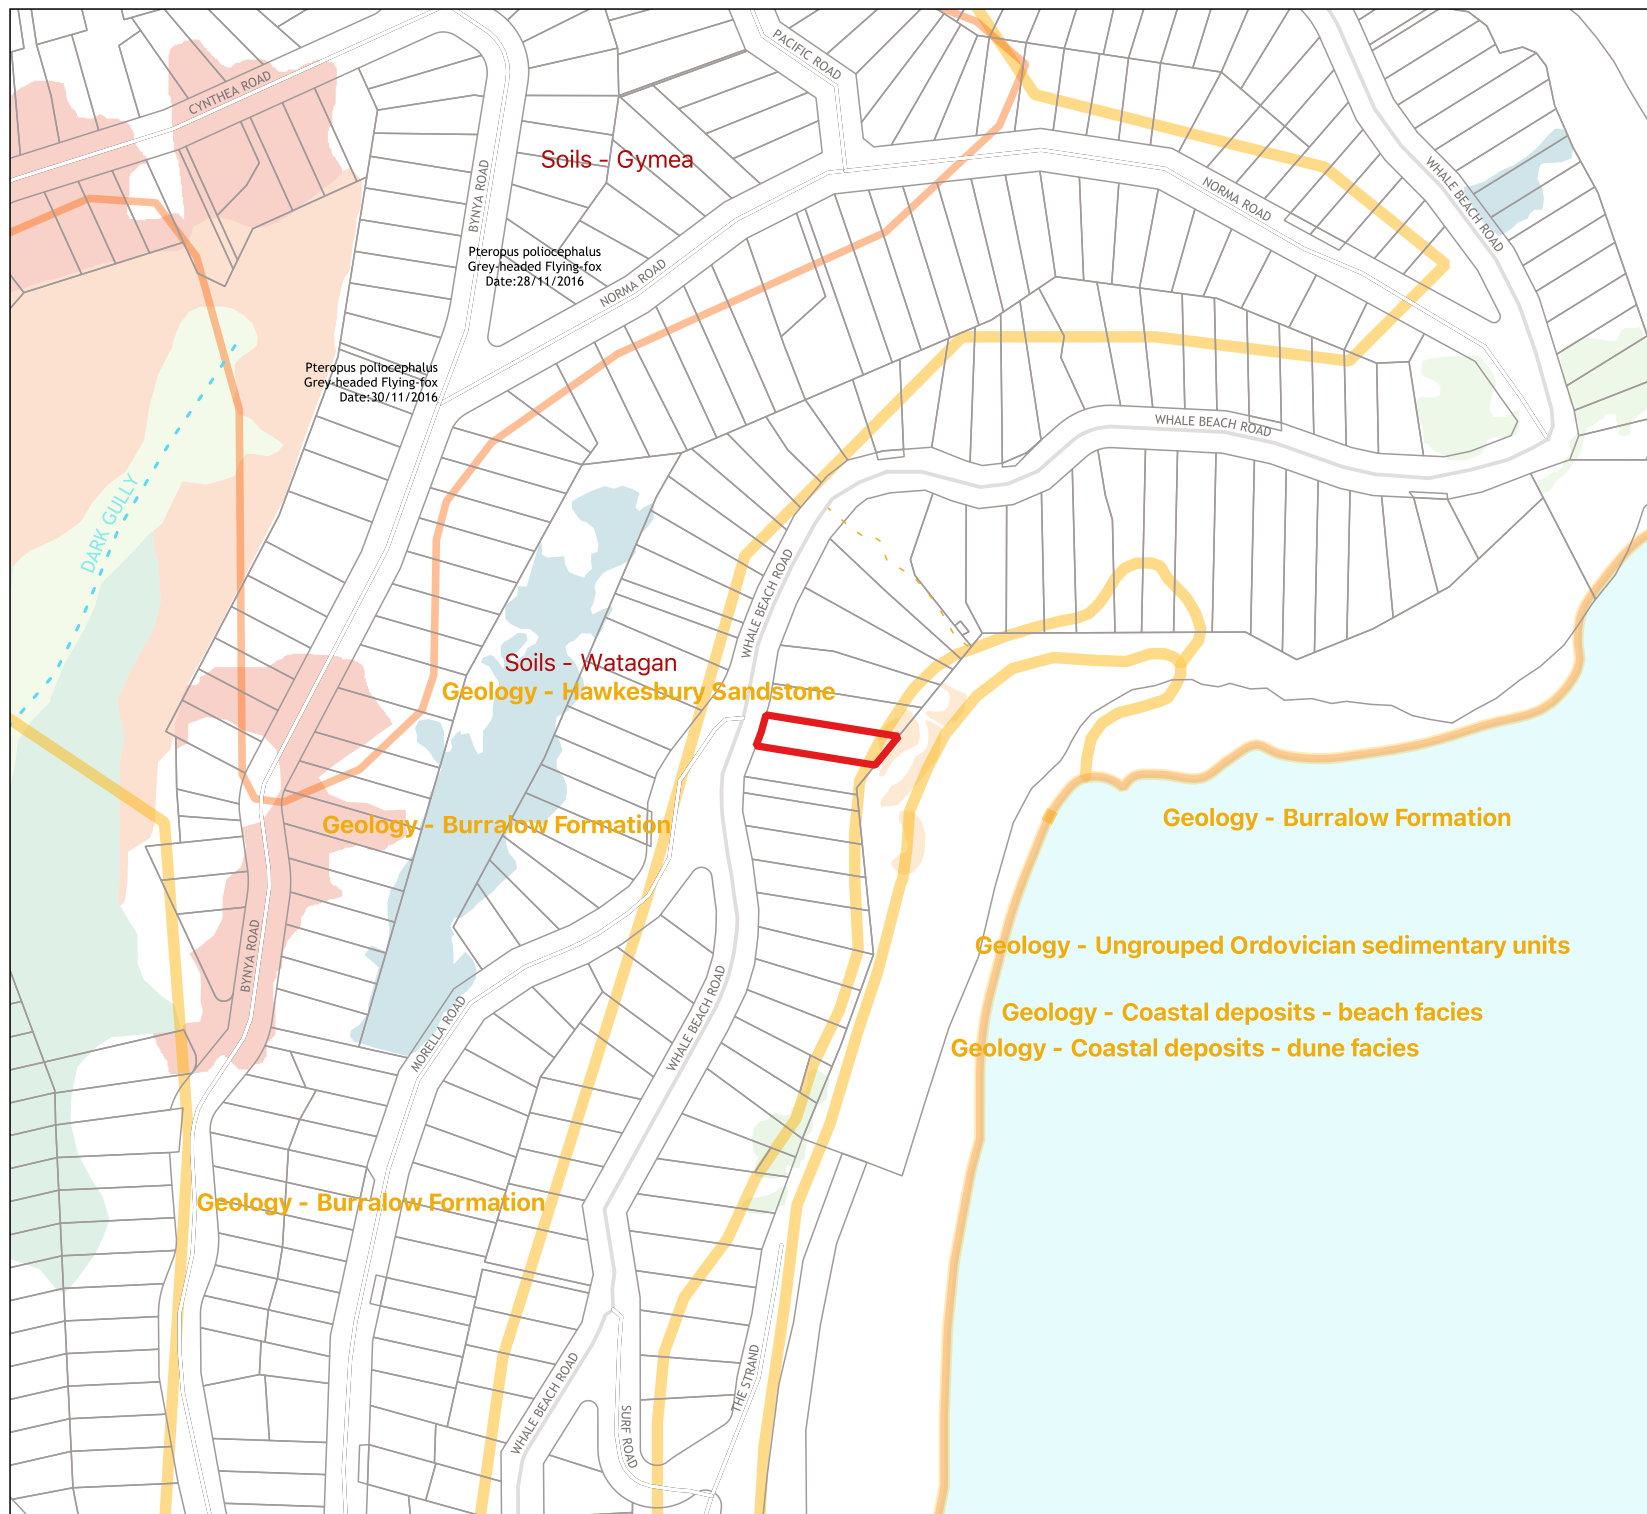 PACIFIC ROAD
CYNTHEA ROAD
Soils - Gymea
BYNYA ROAD
WHALE BEACH ROAD
NORMA ROAD
Pteropus poliocephalus
Grey-headed Flying-fox
Date:28/11/2016
NORMA ROAD
Pteropus poliocephalus
Grey-headed Flying-fox
Date:30/11/2016
WHALE BEACH ROAD
DARK GULLY
WHALE BEACH ROAD
Soils - Watagan
Geology - Hawkesbury Sandstone
Geology - Burralow Formation
Geology - Burralow Formation
BYNYA ROAD
Geology - Ungrouped Ordovician sedimentary units
WHALE BEACH ROAD
MORELLA ROAD
Geology - Coastal deposits - beach facies
Geology - Coastal deposits - dune facies
Geology - Burralow Formation
THE STRAND
WHALE BEACH ROAD
SURF ROAD